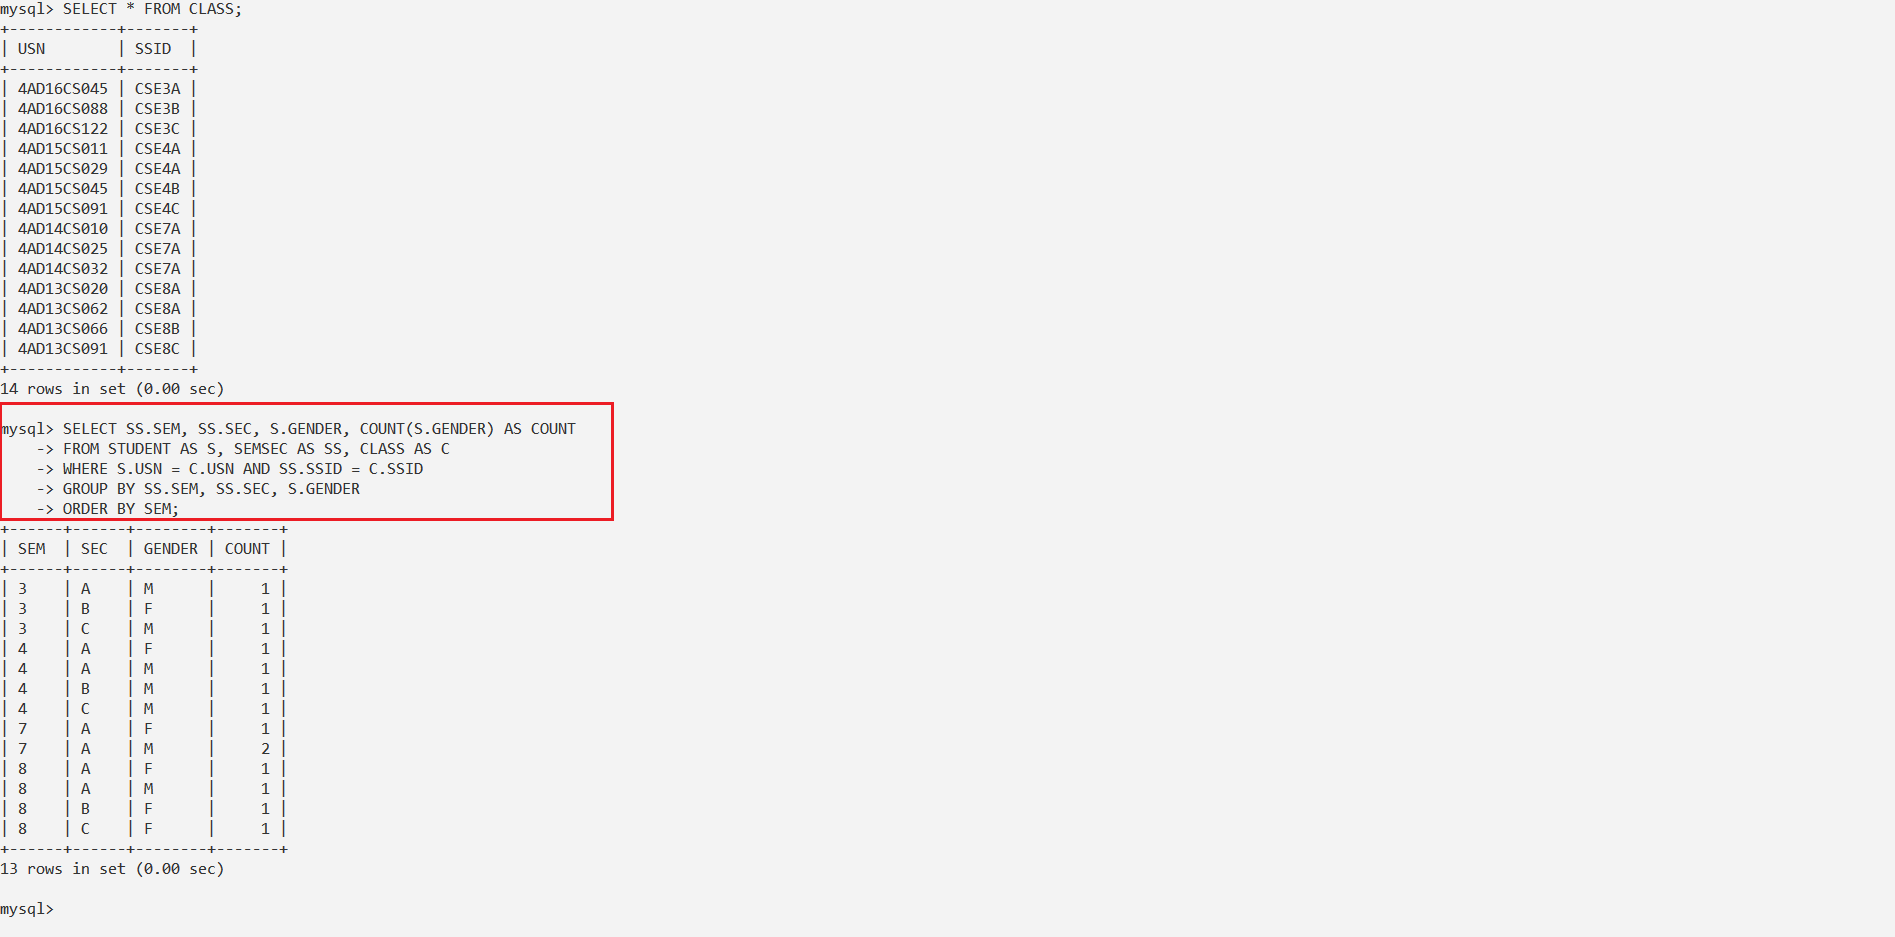 mysql> SELECT * FROM CLASS;
+------------+-------+
| USN        | SSID  |
+------------+-------+
| 4AD16CS045 | CSE3A |
| 4AD16CS088 | CSE3B |
| 4AD16CS122 | CSE3C |
| 4AD15CS011 | CSE4A |
| 4AD15CS029 | CSE4A |
| 4AD15CS045 | CSE4B |
| 4AD15CS091 | CSE4C |
| 4AD14CS010 | CSE7A |
| 4AD14CS025 | CSE7A |
| 4AD14CS032 | CSE7A |
| 4AD13CS020 | CSE8A |
| 4AD13CS062 | CSE8A |
| 4AD13CS066 | CSE8B |
| 4AD13CS091 | CSE8C |
+------------+-------+
14 rows in set (0.00 sec)

mysql> SELECT SS.SEM, SS.SEC, S.GENDER, COUNT(S.GENDER) AS COUNT
    -> FROM STUDENT AS S, SEMSEC AS SS, CLASS AS C
    -> WHERE S.USN = C.USN AND SS.SSID = C.SSID
    -> GROUP BY SS.SEM, SS.SEC, S.GENDER
    -> ORDER BY SEM;
+------+------+--------+-------+
| SEM  | SEC  | GENDER | COUNT |
+------+------+--------+-------+
| 3    | A    | M      |     1 |
| 3    | B    | F      |     1 |
| 3    | C    | M      |     1 |
| 4    | A    | F      |     1 |
| 4    | A    | M      |     1 |
| 4    | B    | M      |     1 |
| 4    | C    | M      |     1 |
| 7    | A    | F      |     1 |
| 7    | A    | M      |     2 |
| 8    | A    | F      |     1 |
| 8    | A    | M      |     1 |
| 8    | B    | F      |     1 |
| 8    | C    | F      |     1 |
+------+------+--------+-------+
13 rows in set (0.00 sec)

mysql>